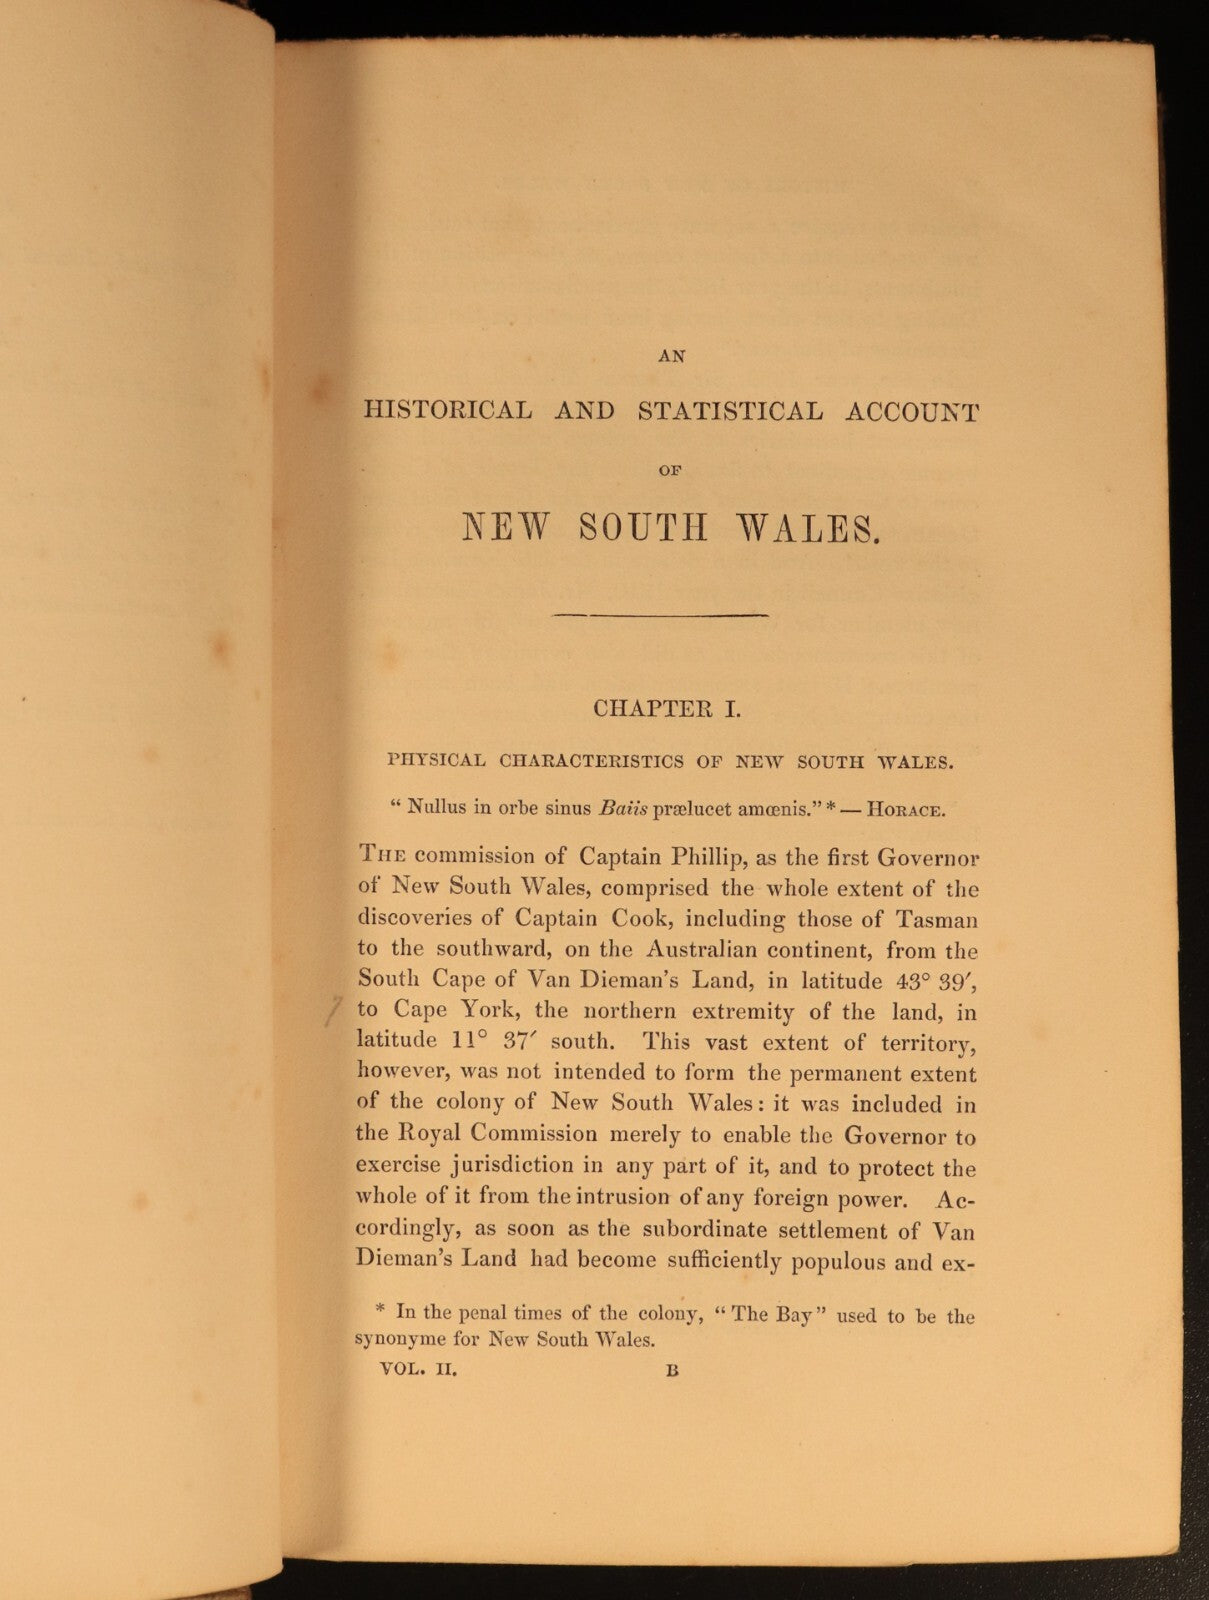 AN
HISTORICAL AND STATISTICAL ACCOUNT
OF
NEW SOUTH WALES.
CHAPTER I.
PHYSICAL CHARACTERISTICS OF NEW SOUTH WALES.
“ Nullus in orbe sinus Baiis prælucet amœnis.” * — HORACE.
THE commission of Captain Phillip, as the first Governor
of New South Wales, comprised the whole extent of the
discoveries of Captain Cook, including those of Tasman
to the southward, on the Australian continent, from the
South Cape of Van Dieman’s Land, in latitude 43° 39′,
to Cape York, the northern extremity of the land, in
latitude 11° 37′ south. This vast extent of territory,
however, was not intended to form the permanent extent
of the colony of New South Wales: it was included in
the Royal Commission merely to enable the Governor to
exercise jurisdiction in any part of it, and to protect the
whole of it from the intrusion of any foreign power. Ac-
cordingly, as soon as the subordinate settlement of Van
Dieman’s Land had become sufficiently populous and ex-
* In the penal times of the colony, “ The Bay” used to be the
synonyme for New South Wales.
VOL. II. B